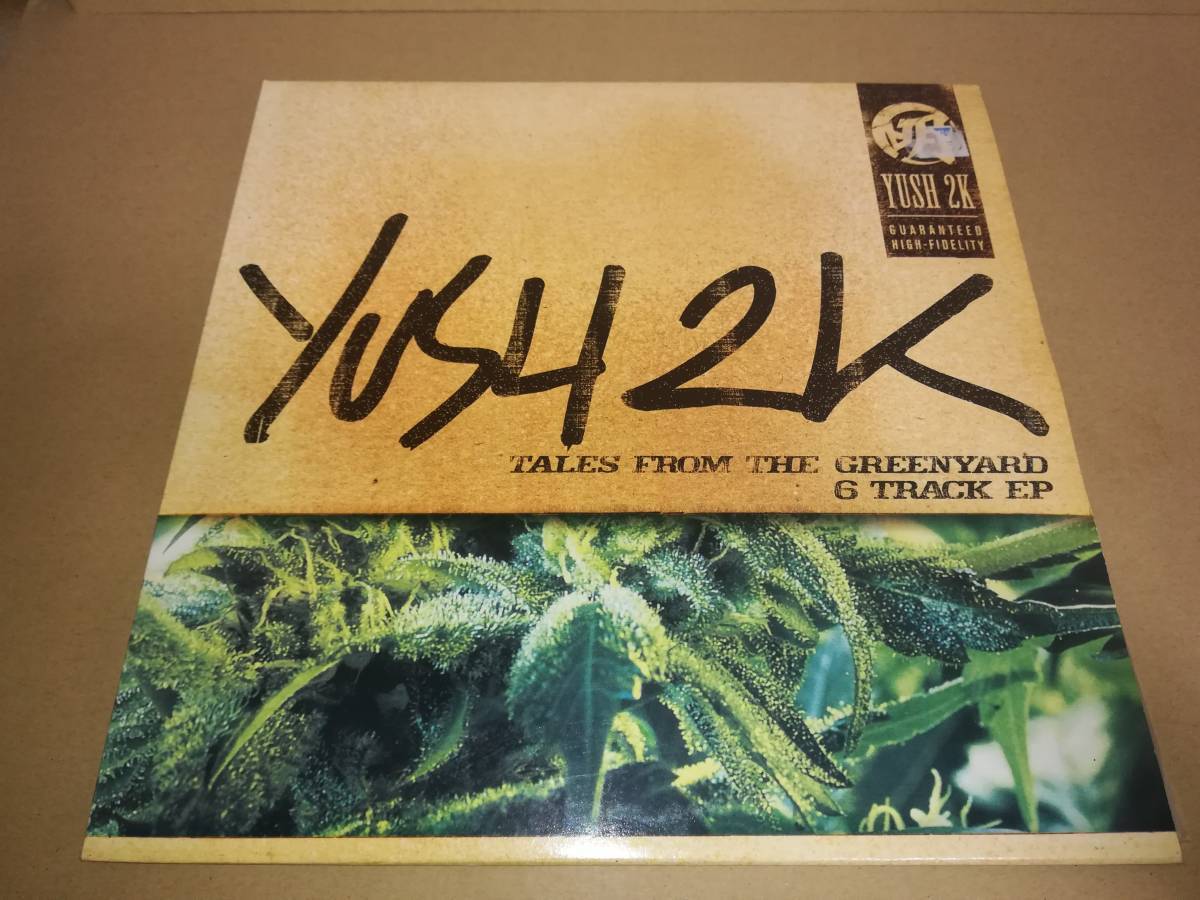 YUSH 2K
GUARANTEED
HIGH-FIDELITY
YUSH 2K
TALES FROM THE GREENYARD
6 TRACK EP